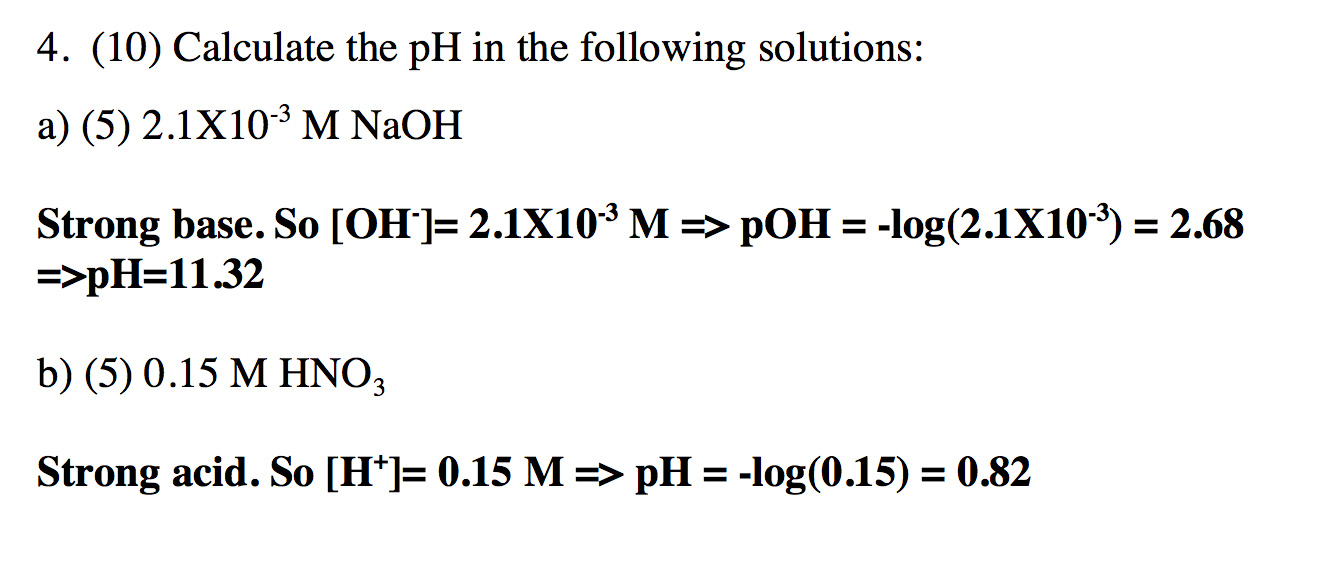 4. (10) Calculate the pH in the following solutions:
a) (5) 2.1X10⁻³ M NaOH
Strong base. So [OH⁻]= 2.1X10⁻³ M => pOH = -log(2.1X10⁻³) = 2.68
=>pH=11.32
b) (5) 0.15 M HNO₃
Strong acid. So [H⁺]= 0.15 M => pH = -log(0.15) = 0.82